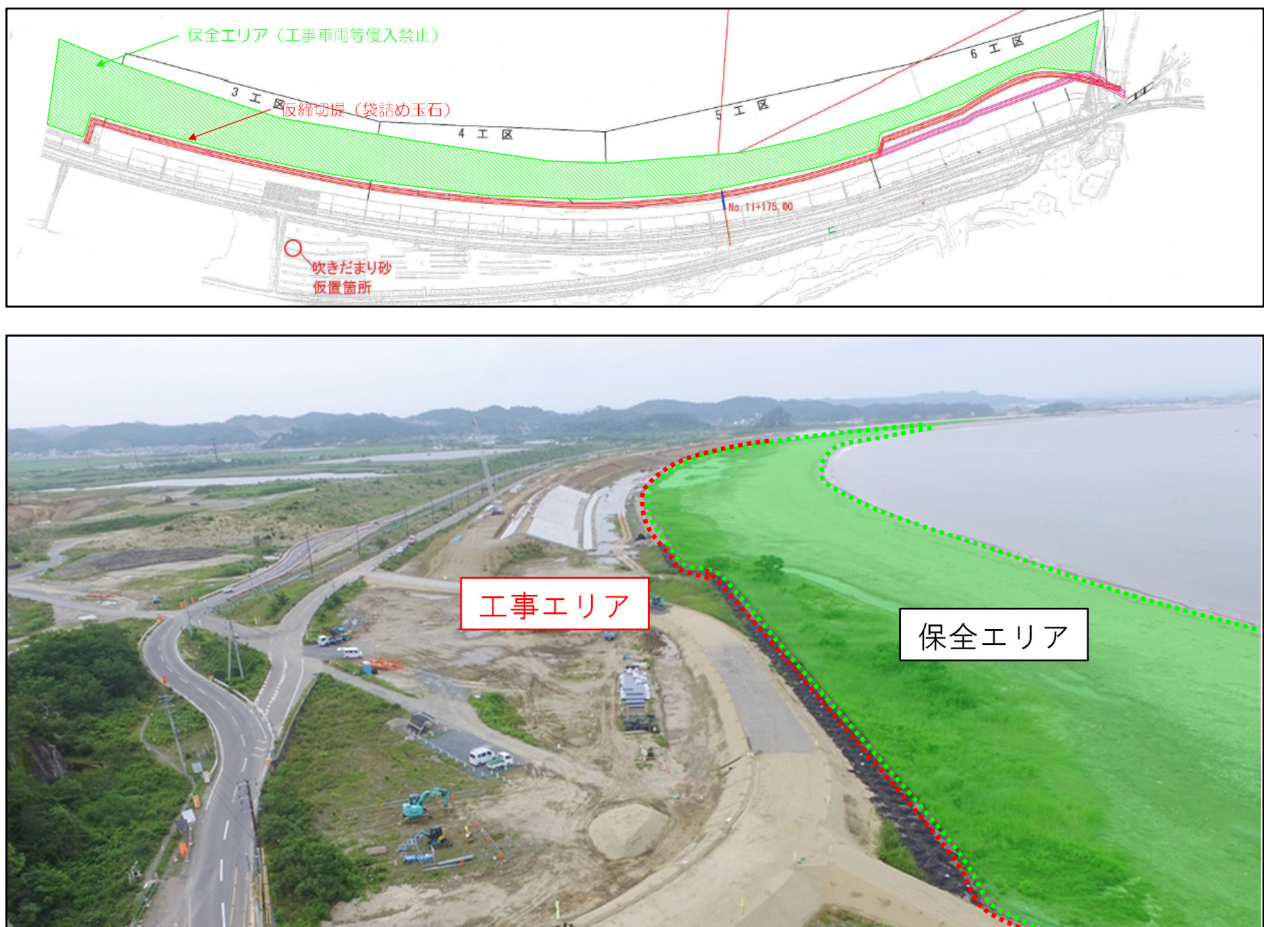 保全エリア（工事車両等侵入禁止）
6 工 区
3 工 区
仮締切堤（袋詰め玉石）
5 工 区
4 工 区
No.11+175.00
吹きだまり砂
仮置箇所
工事エリア
保全エリア